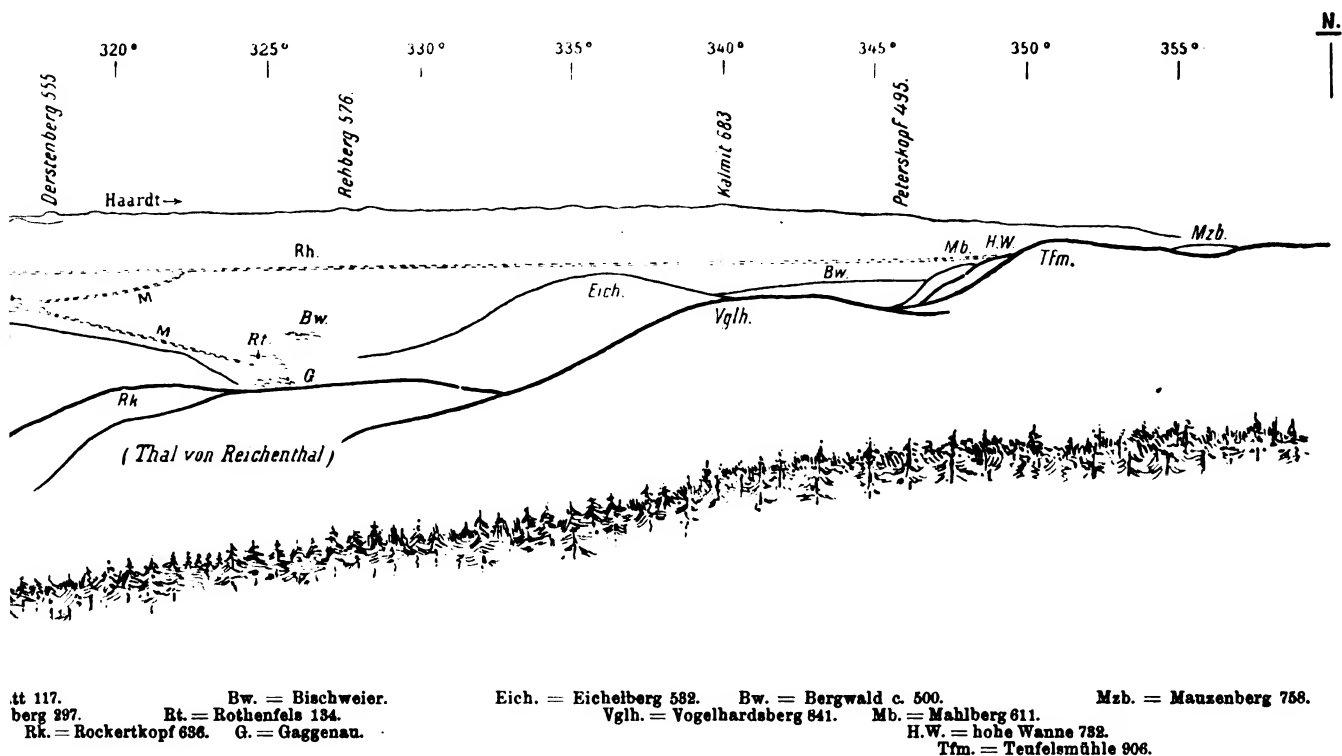 N.
320° 325° 330° 335° 340° 345° 350° 355°
Derstenberg 555
Rehberg 576.
Kalmit 683
Peterskopf 495.
Haardt→
Rh.
Mb.
H.W.
Mzb.
Tfm.
Bw.
Eich.
M
Vglh.
Bw.
M
Rt.
G
Rk
(Thal von Reichenthal)
tt 117. Bw. = Bischweier. Eich. = Eichelberg 532. Bw. = Bergwald c. 500. Mzb. = Mauzenberg 758.
berg 297. Rt. = Rothenfels 134. Vglh. = Vogelhardsberg 841. Mb. = Mahlberg 611.
Rk. = Rockertkopf 636. G. = Gaggenau. H.W. = hohe Wanne 732.
Tfm. = Teufelsmühle 906.